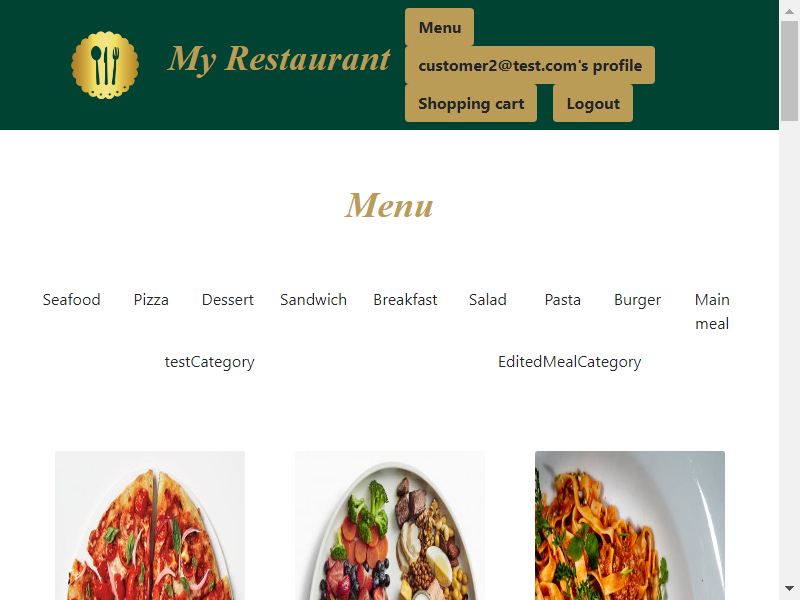 My Restaurant
Menu
customer2@test.com's profile
Shopping cart
Logout
Menu
Seafood
Pizza
Dessert
Sandwich
Breakfast
Salad
Pasta
Burger
Main
meal
testCategory
EditedMealCategory